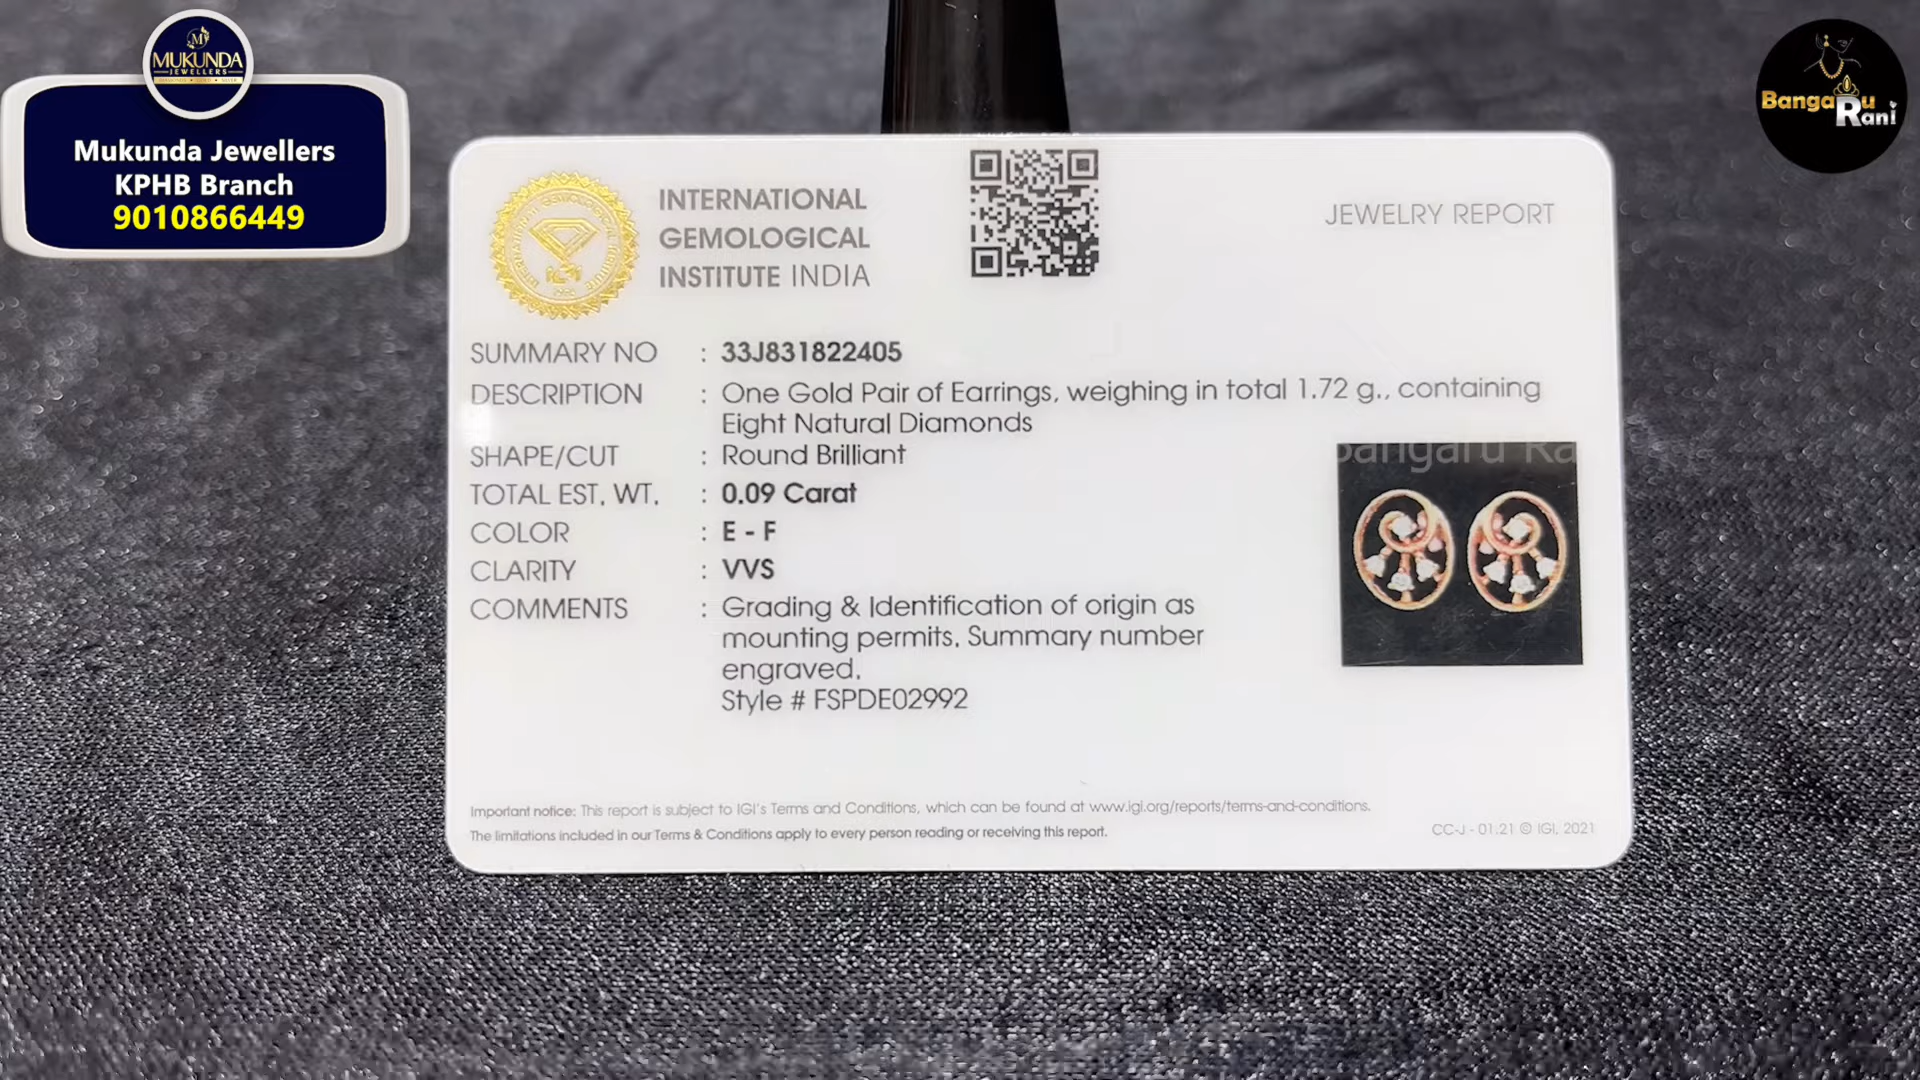 MUKUNDA
JEWELLERS
Mukunda Jewellers
KPHB Branch
9010866449
Bangaru
Rani
INTERNATIONAL
GEMOLOGICAL
INSTITUTE INDIA
JEWELRY REPORT
SUMMARY NO : 33J831822405
DESCRIPTION : One Gold Pair of Earrings, weighing in total 1.72 g., containing
Eight Natural Diamonds
SHAPE/CUT : Round Brilliant
TOTAL EST. WT. : 0.09 Carat
COLOR : E - F
CLARITY : VVS
COMMENTS : Grading & Identification of origin as
mounting permits. Summary number
engraved.
Style # FSPDE02992
Bangaru Ra
Important notice: This report is subject to IGI's Terms and Conditions, which can be found at www.igi.org/reports/terms-and-conditions.
The limitations included in our Terms & Conditions apply to every person reading or receiving this report.
CC-J - 01.21 © IGI, 2021